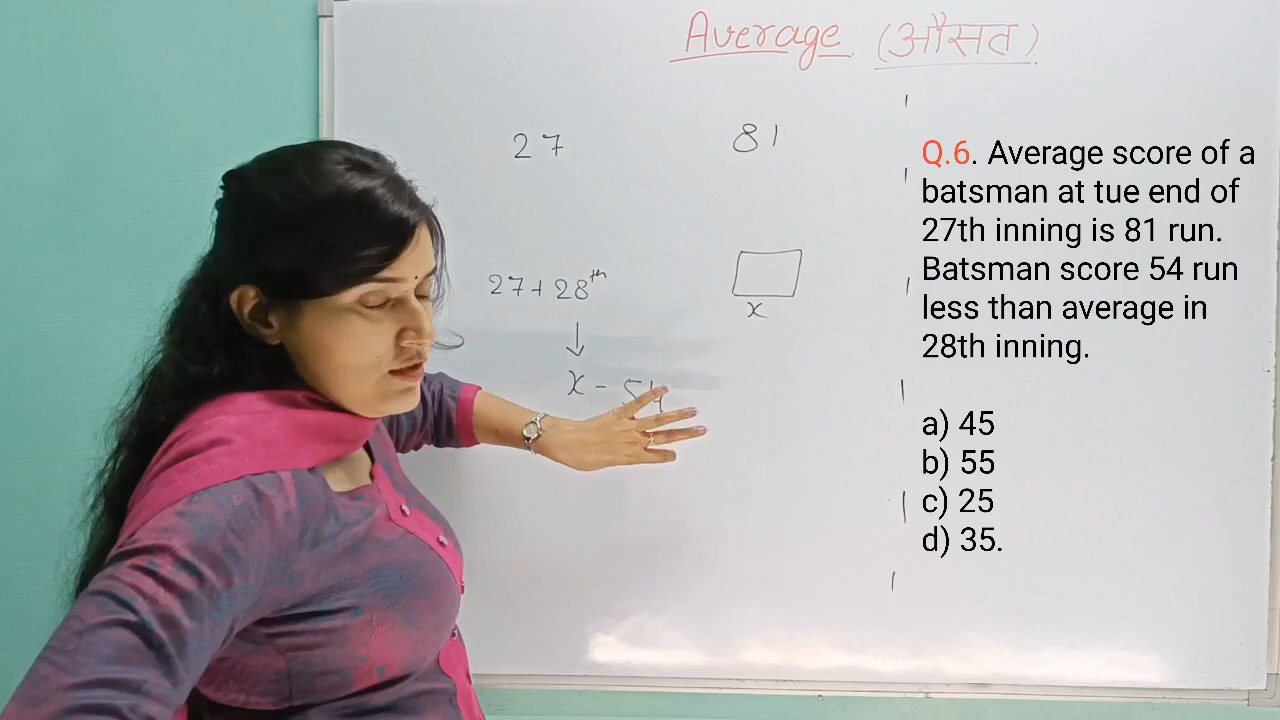 Average (औसत)
27 81
27 + 28th
x
x - 54
Q.6. Average score of a
batsman at tue end of
27th inning is 81 run.
Batsman score 54 run
less than average in
28th inning.
a) 45
b) 55
c) 25
d) 35.